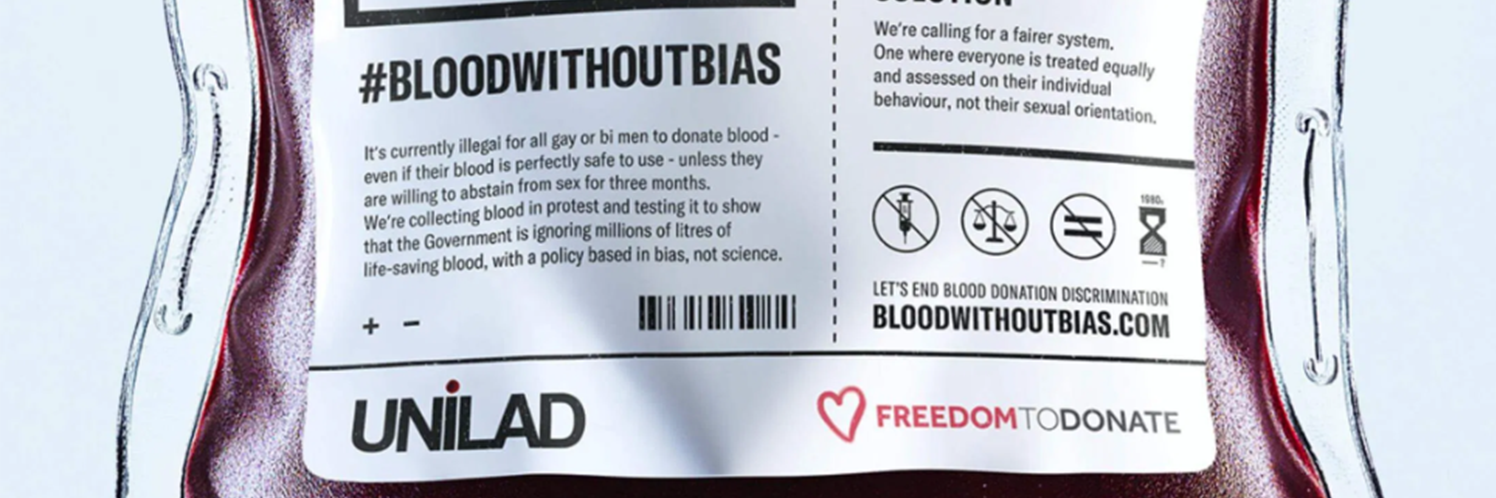 #BLOODWITHOUTBIAS
It's currently illegal for all gay or bi men to donate blood -
even if their blood is perfectly safe to use - unless they
are willing to abstain from sex for three months.
We're collecting blood in protest and testing it to show
that the Government is ignoring millions of litres of
life-saving blood, with a policy based in bias, not science.
+ -
SOLUTION
We're calling for a fairer system.
One where everyone is treated equally
and assessed on their individual
behaviour, not their sexual orientation.
1980s
?
LET'S END BLOOD DONATION DISCRIMINATION
BLOODWITHOUTBIAS.COM
UNILAD
FREEDOMTODONATE